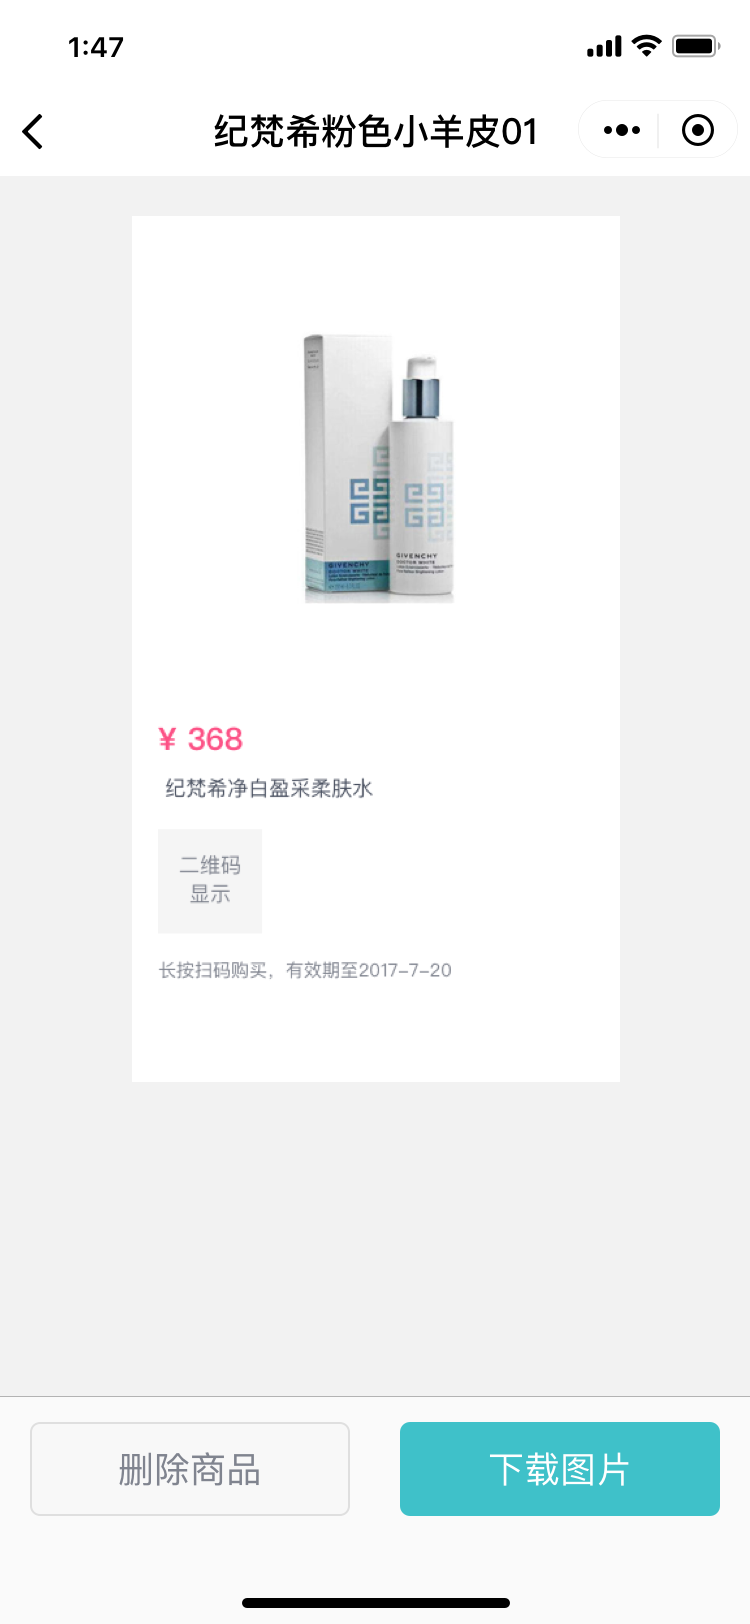 1:47
纪梵希粉色小羊皮01
GIVENCHY
GIVENCHY
DOCTOR WHITE
¥ 368
纪梵希净白盈采柔肤水
二维码
显示
长按扫码购买，有效期至2017-7-20
删除商品
下载图片